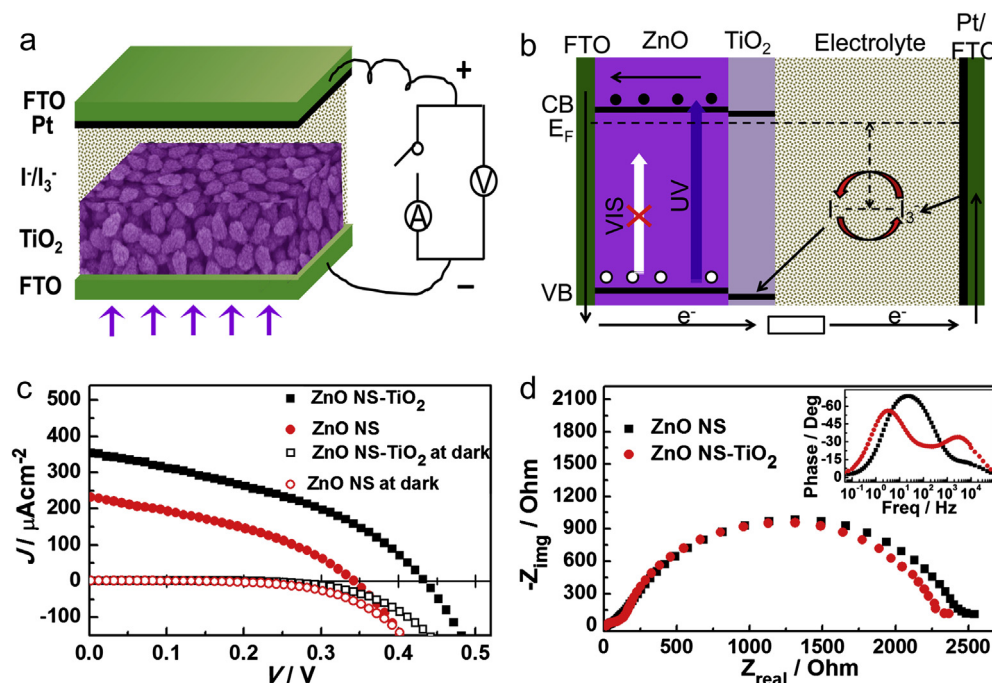 a
FTO
Pt
I-/I3-
TiO2
FTO
+
A
V
−
b
FTO
ZnO
TiO2
Electrolyte
Pt/
FTO
CB
EF
VIS
UV
I-
I3-
VB
e-
e-
c
J / μAcm-2
500
400
300
200
100
0
-100
0.0
0.1
0.2
0.3
0.4
0.5
V / V
ZnO NS-TiO2
ZnO NS
ZnO NS-TiO2 at dark
ZnO NS at dark
d
-Zimg / Ohm
2100
1800
1500
1200
900
600
300
0
0
500
1000
1500
2000
2500
Zreal / Ohm
ZnO NS
ZnO NS-TiO2
Phase / Deg
-60
-45
-30
-15
0
10-1 100 101 102 103 104
Freq / Hz